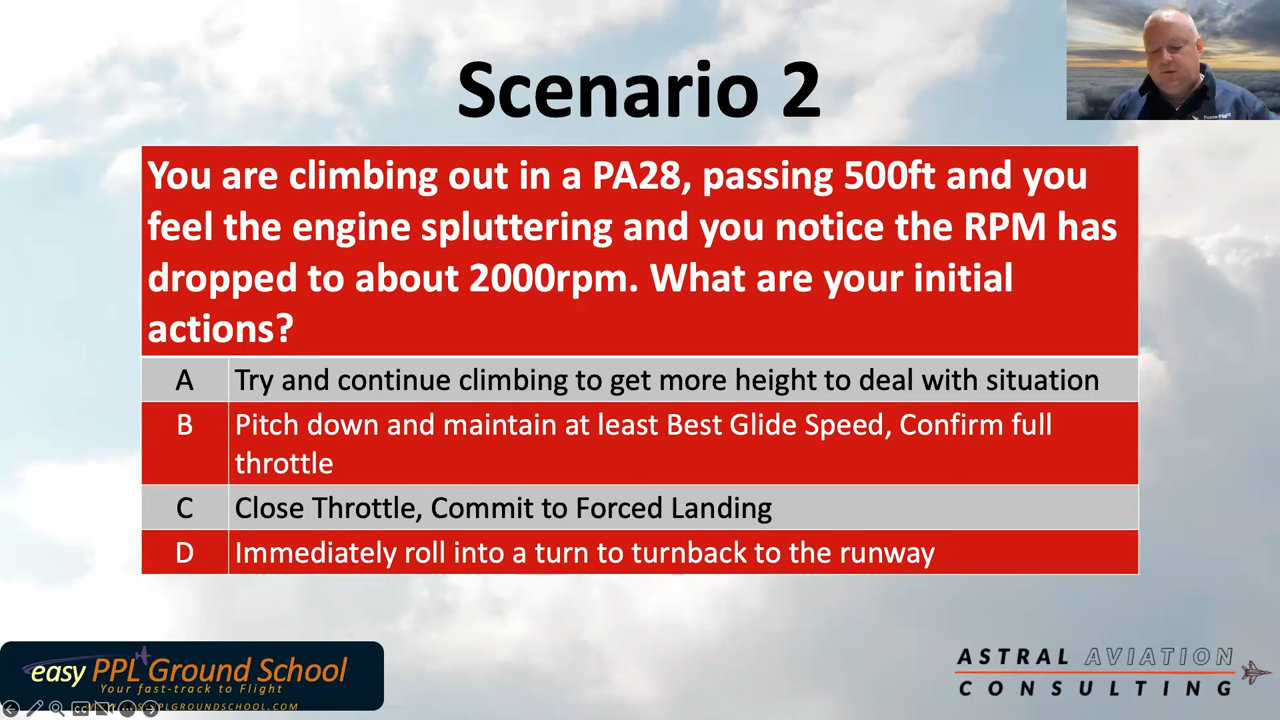 Scenario 2
You are climbing out in a PA28, passing 500ft and you
feel the engine spluttering and you notice the RPM has
dropped to about 2000rpm. What are your initial
actions?
A Try and continue climbing to get more height to deal with situation
B Pitch down and maintain at least Best Glide Speed, Confirm full
throttle
C Close Throttle, Commit to Forced Landing
D Immediately roll into a turn to turnback to the runway
easy PPL Ground School
Your fast-track to Flight
ASTRAL AVIATION
CONSULTING